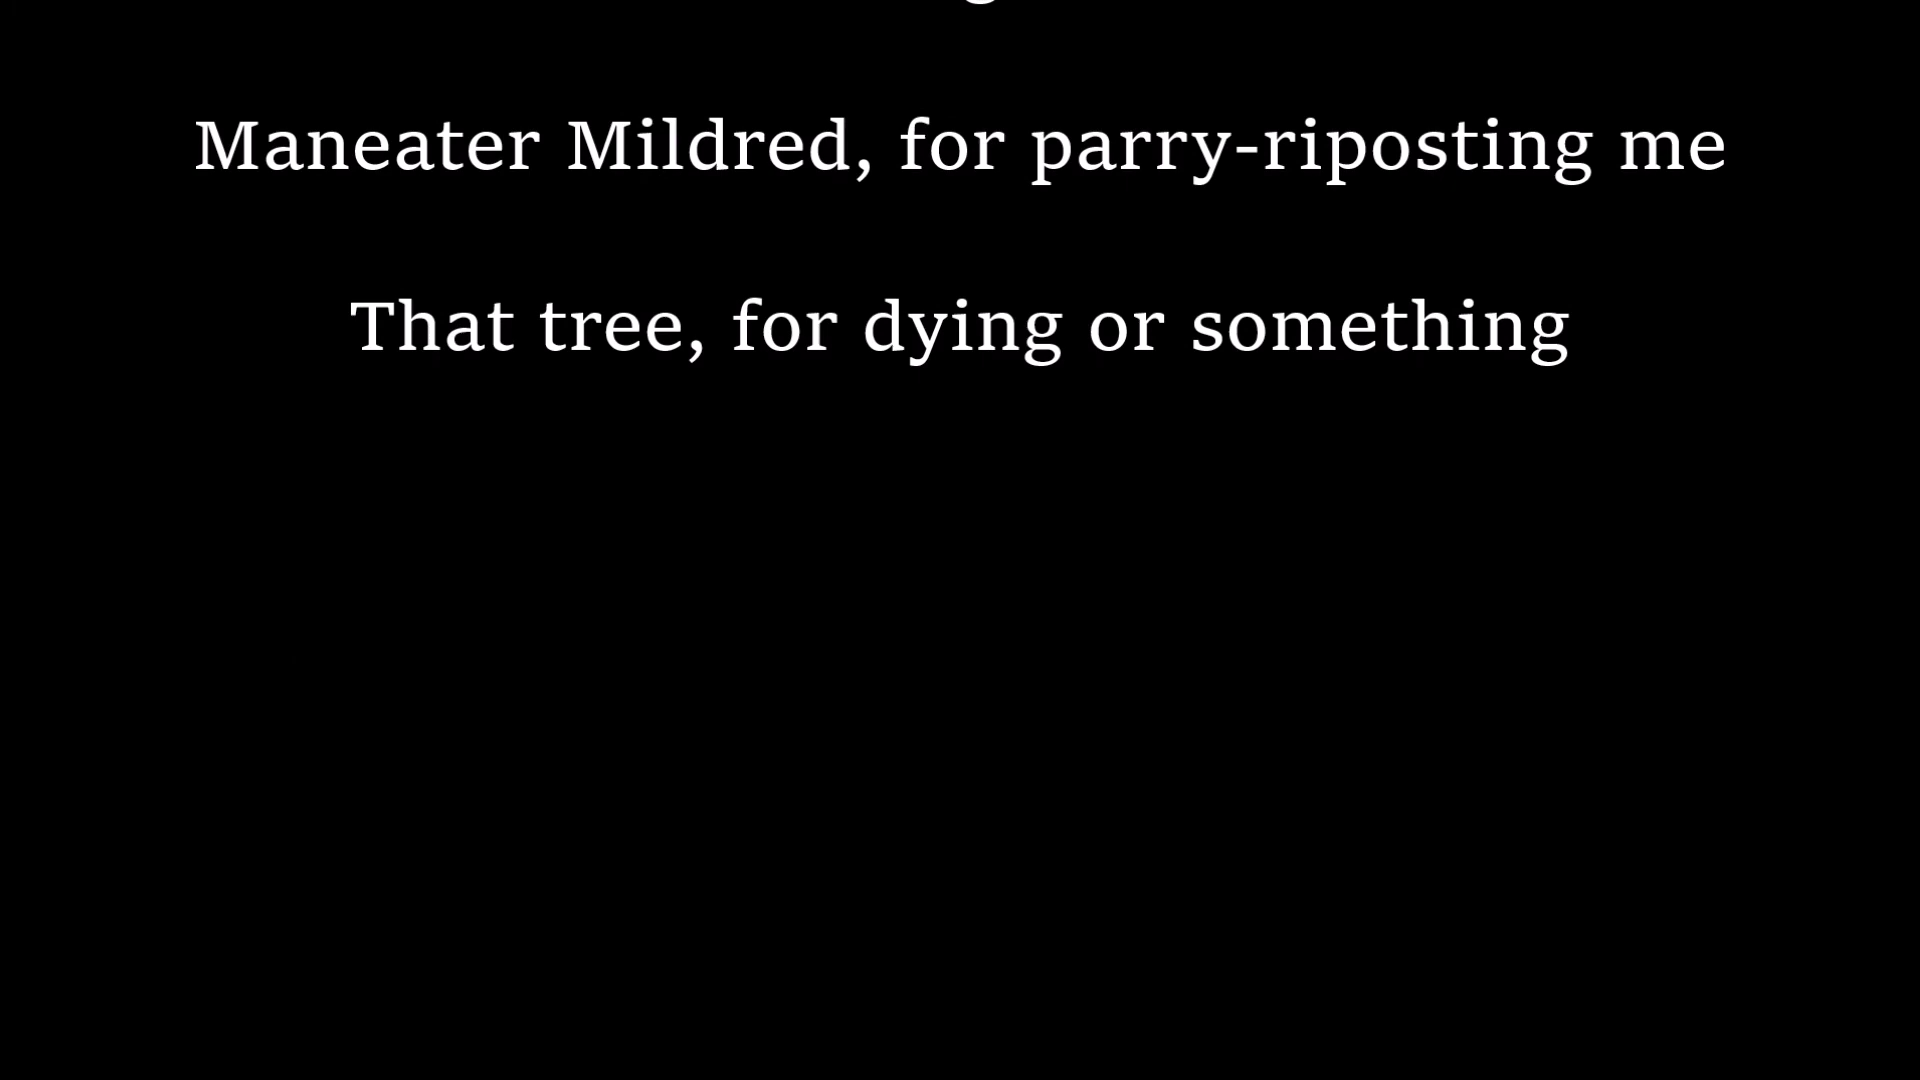 Maneater Mildred, for parry-riposting me
That tree, for dying or something